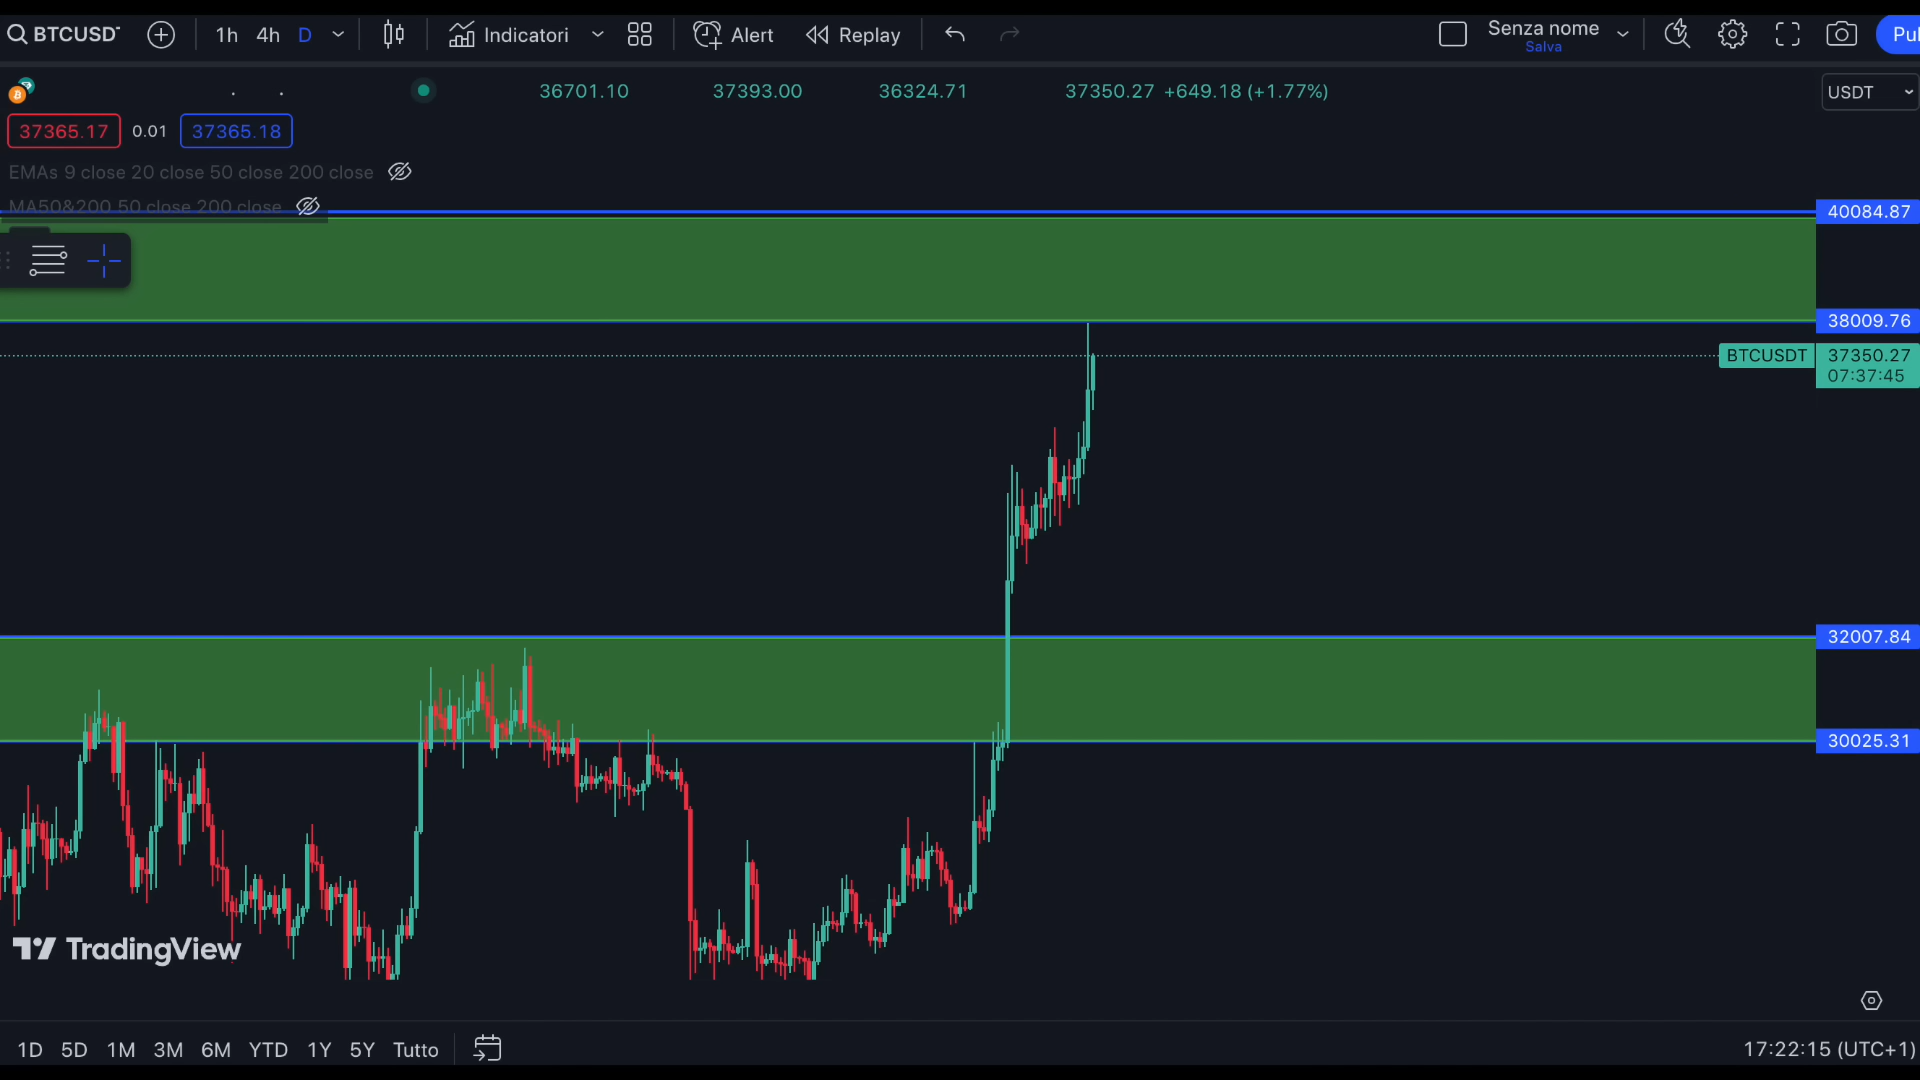 BTCUSDT 1h 4h D Indicatori Alert Replay Senza nome Pul
Salva
36701.10 37393.00 36324.71 37350.27 +649.18 (+1.77%) USDT
37365.17 0.01 37365.18
EMAs 9 close 20 close 50 close 200 close
MA50&200 50 close 200 close
40084.87
38009.76
BTCUSDT 37350.27
07:37:45
32007.84
30025.31
TradingView
1D 5D 1M 3M 6M YTD 1Y 5Y Tutto 17:22:15 (UTC+1)